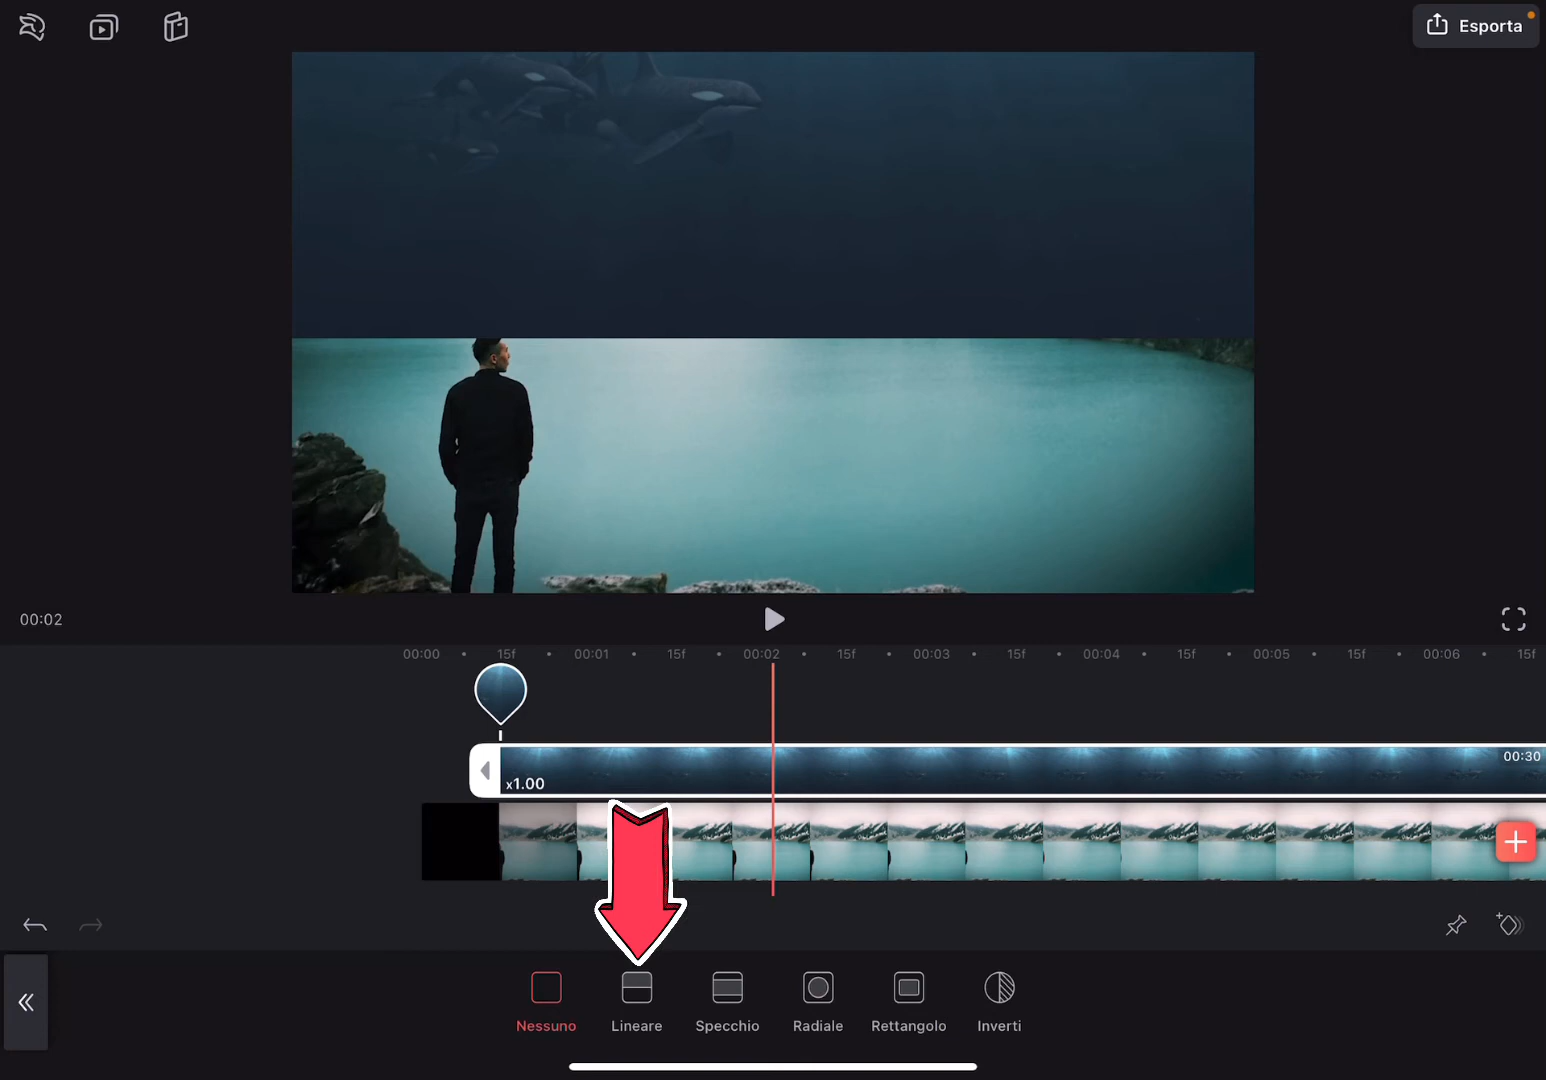 Esporta
00:02
00:00 15f 00:01 15f 00:02 15f 00:03 15f 00:04 15f 00:05 15f 00:06 15f
00:30
x1.00
Nessuno
Lineare
Specchio
Radiale
Rettangolo
Inverti